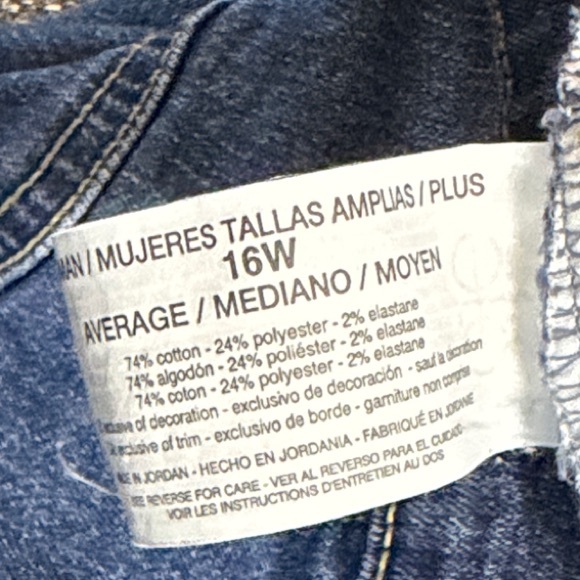 MAN / MUJERES TALLAS AMPLIAS / PLUS
16W
AVERAGE / MEDIANO / MOYEN
74% cotton - 24% polyester - 2% elastane
74% algodón - 24% poliéster - 2% elastane
74% coton - 24% polyester - 2% elastane
of decoration - exclusivo de decoración - sauf la décoration
exclusive of trim - exclusivo de borde - garniture non comprise
IN JORDAN - HECHO EN JORDANIA - FABRIQUÉ EN JORDANIE
REVERSE FOR CARE - VER AL REVERSO PARA EL CUIDADO
VOIR LES INSTRUCTIONS D'ENTRETIEN AU DOS